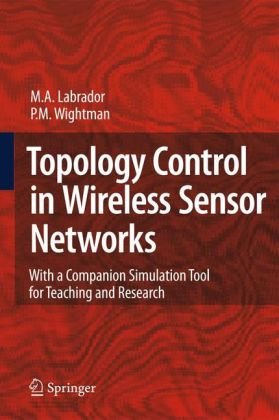 M.A. Labrador
P.M. Wightman
Topology Control
in Wireless Sensor
Networks
With a Companion Simulation Tool
for Teaching and Research
Springer